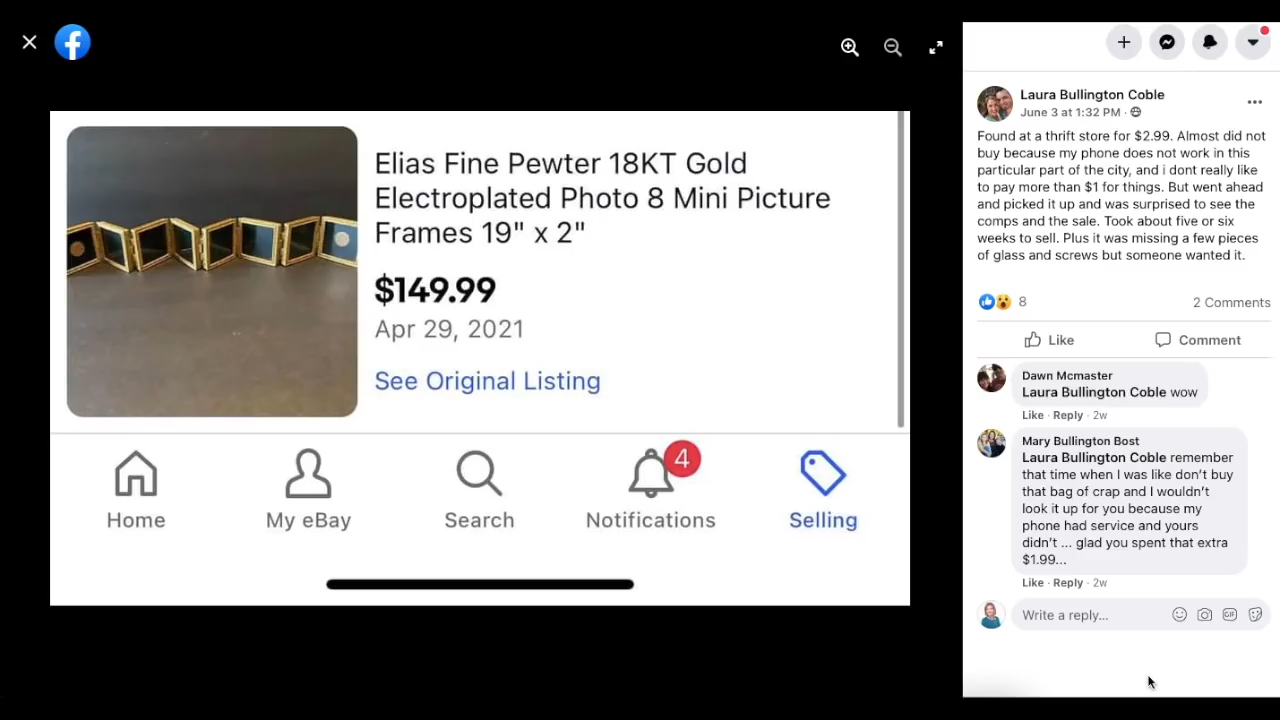 Elias Fine Pewter 18KT Gold
Electroplated Photo 8 Mini Picture
Frames 19" x 2"
$149.99
Apr 29, 2021
See Original Listing
Home
My eBay
Search
4
Notifications
Selling
Laura Bullington Coble
June 3 at 1:32 PM ·
Found at a thrift store for $2.99. Almost did not
buy because my phone does not work in this
particular part of the city, and i dont really like
to pay more than $1 for things. But went ahead
and picked it up and was surprised to see the
comps and the sale. Took about five or six
weeks to sell. Plus it was missing a few pieces
of glass and screws but someone wanted it.
8
2 Comments
Like
Comment
Dawn Mcmaster
Laura Bullington Coble wow
Like · Reply · 2w
Mary Bullington Bost
Laura Bullington Coble remember
that time when I was like don't buy
that bag of crap and I wouldn't
look it up for you because my
phone had service and yours
didn't ... glad you spent that extra
$1.99...
Like · Reply · 2w
Write a reply...
GIF